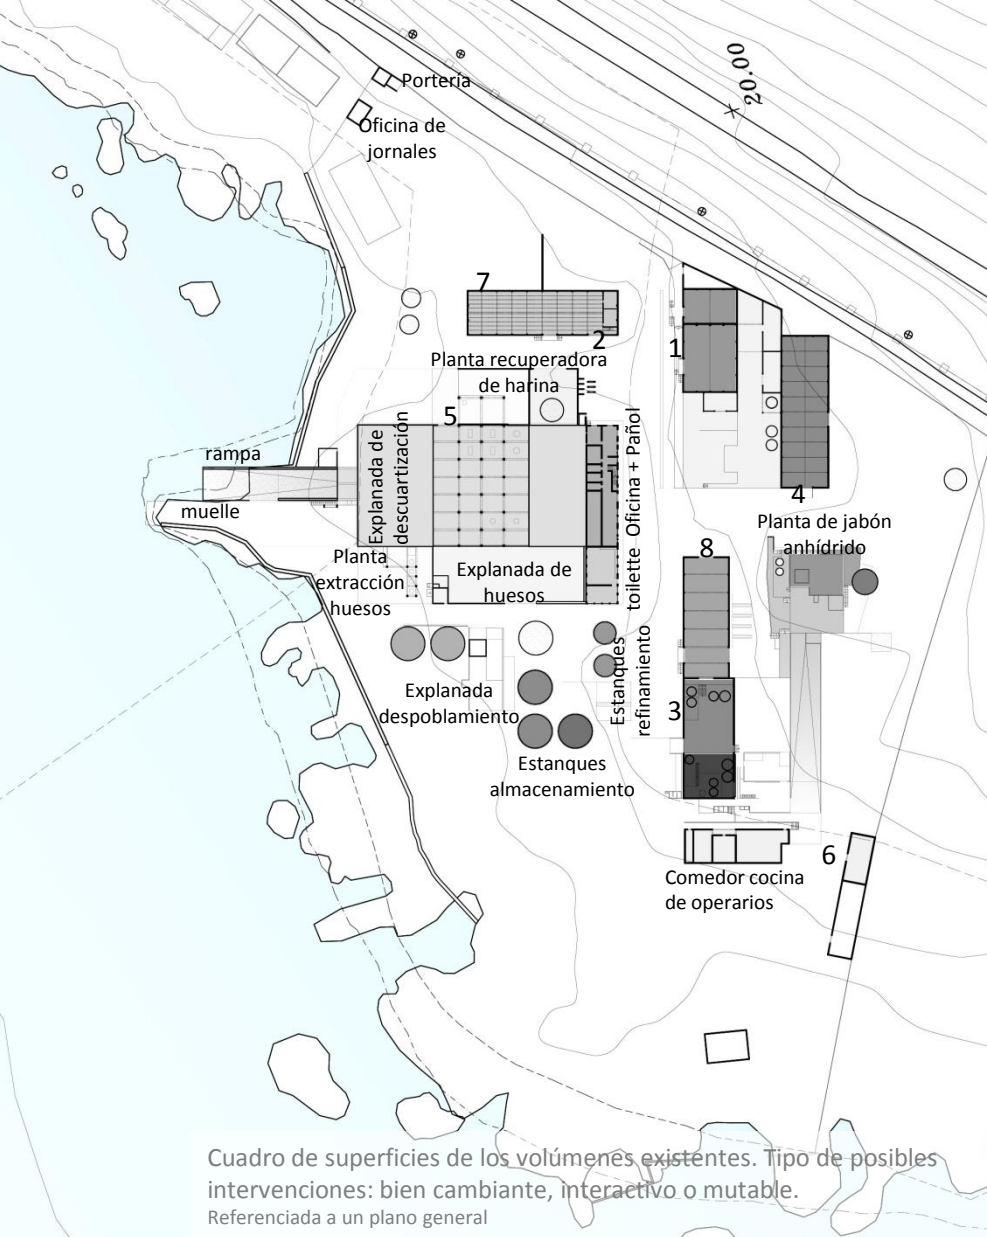 20.00
Portería
Oficina de
jornales
7
2
1
Planta recuperadora
de harina
5
Explanada de
descuartización
toilette Oficina + Pañol
rampa
muelle
4
Planta de jabón
anhídrido
Planta
extracción
huesos
Explanada de
huesos
8
Explanada
despoblamiento
Estanques
refinamiento
3
Estanques
almacenamiento
6
Comedor cocina
de operarios
Cuadro de superficies de los volúmenes existentes. Tipo de posibles
intervenciones: bien cambiante, interactivo o mutable.
Referenciada a un plano general